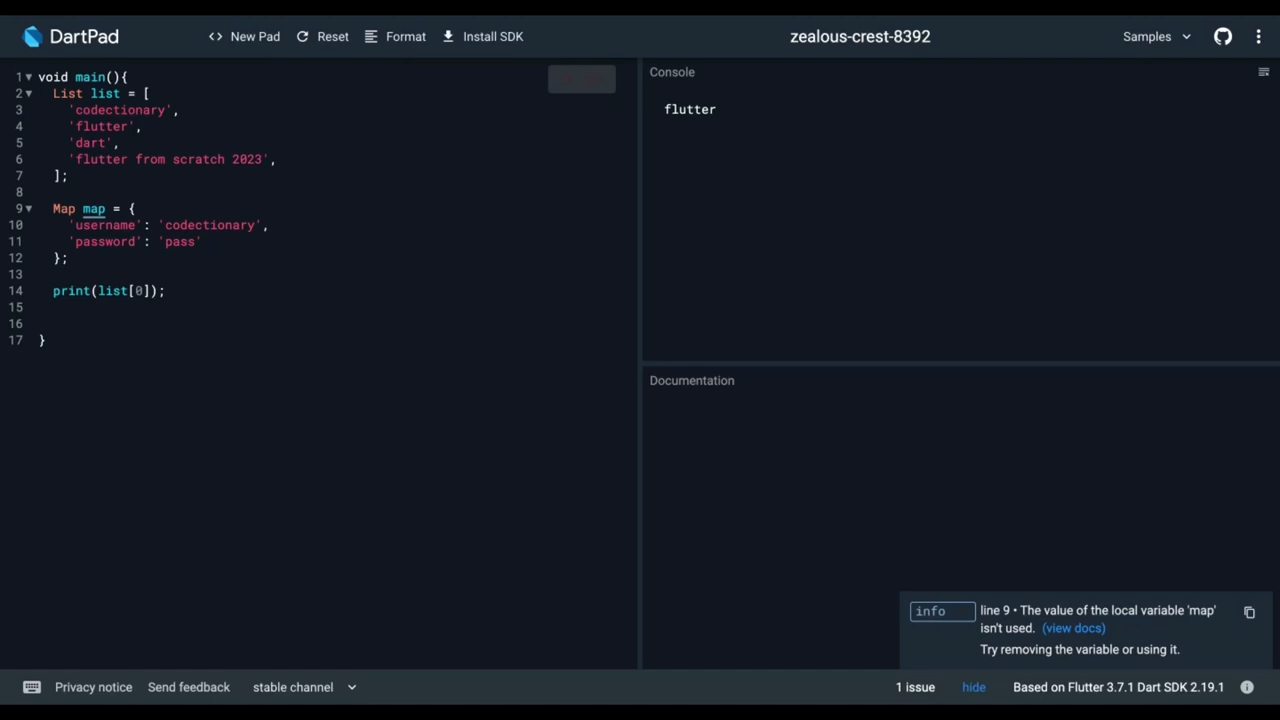 DartPad
New Pad
Reset
Format
Install SDK
zealous-crest-8392
Samples
1 void main(){
2 List list = [
3 'codectionary',
4 'flutter',
5 'dart',
6 'flutter from scratch 2023',
7 ];
8
9 Map map = {
10 'username': 'codectionary',
11 'password': 'pass'
12 };
13
14 print(list[0]);
15
16
17 }
Console
flutter
Documentation
info
line 9 • The value of the local variable 'map'
isn't used. (view docs)
Try removing the variable or using it.
Privacy notice
Send feedback
stable channel
1 issue
hide
Based on Flutter 3.7.1 Dart SDK 2.19.1